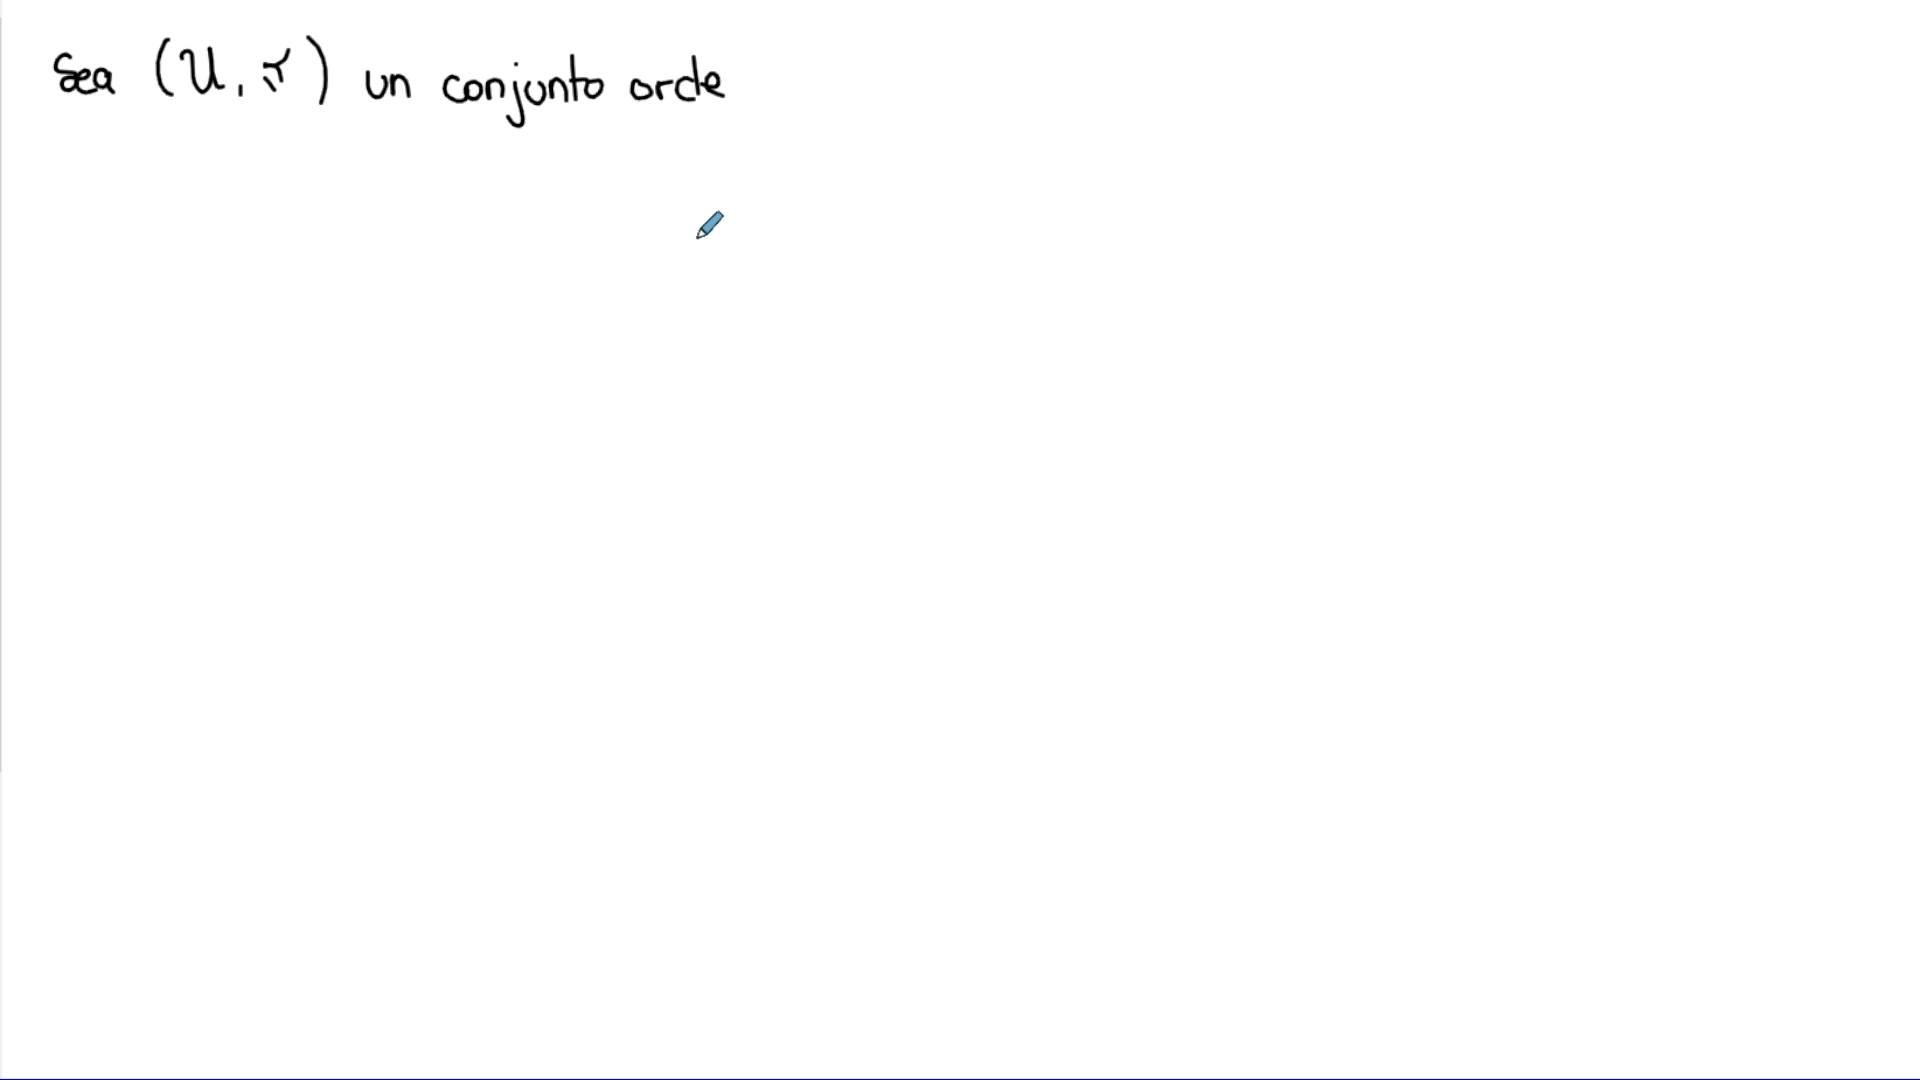 Sea (U, ≼) un conjunto orde